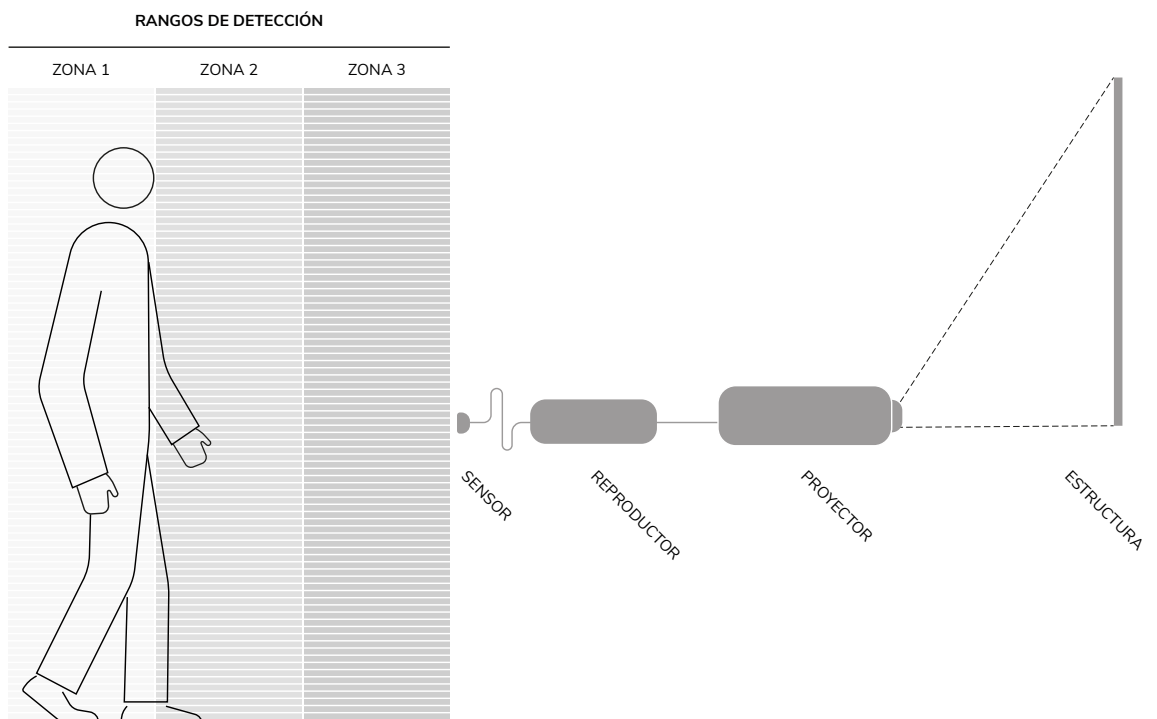 RANGOS DE DETECCIÓN
ZONA 1
ZONA 2
ZONA 3
SENSOR
REPRODUCTOR
PROYECTOR
ESTRUCTURA